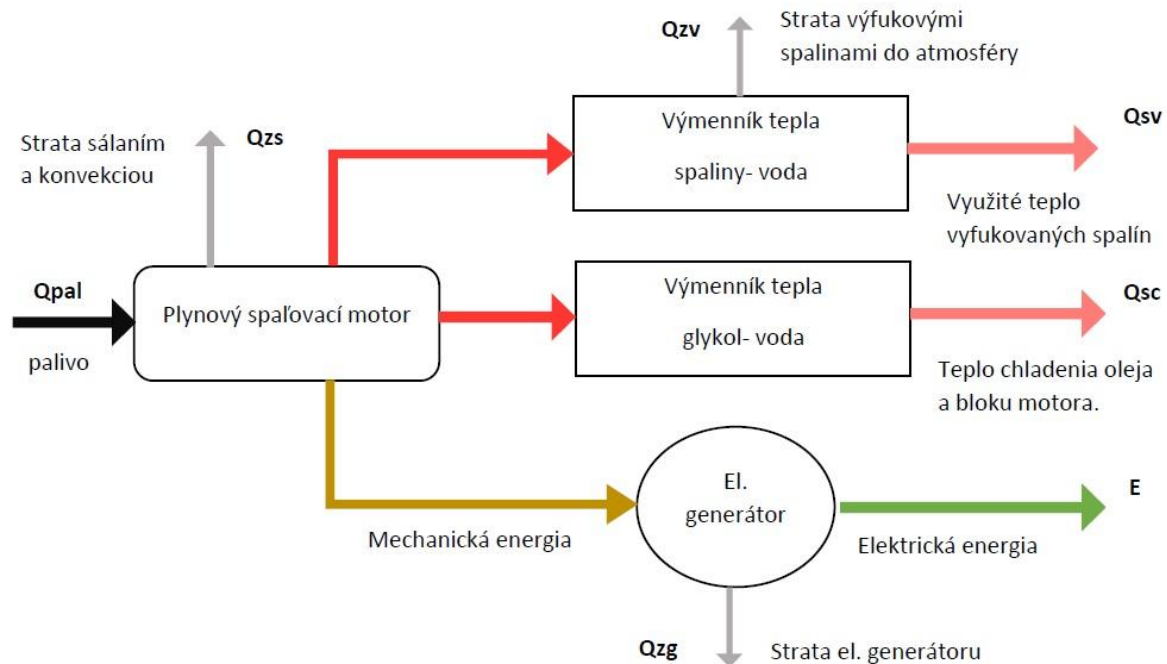 Qzv
Strata výfukovými
spalinami do atmosféry
Strata sálaním
a konvekciou
Qzs
Výmenník tepla
spaliny- voda
Qsv
Využité teplo
vyfukovaných spalín
Qpal
palivo
Plynový spaľovací motor
Výmenník tepla
glykol- voda
Qsc
Teplo chladenia oleja
a bloku motora.
Mechanická energia
El.
generátor
E
Elektrická energia
Qzg
Strata el. generátoru